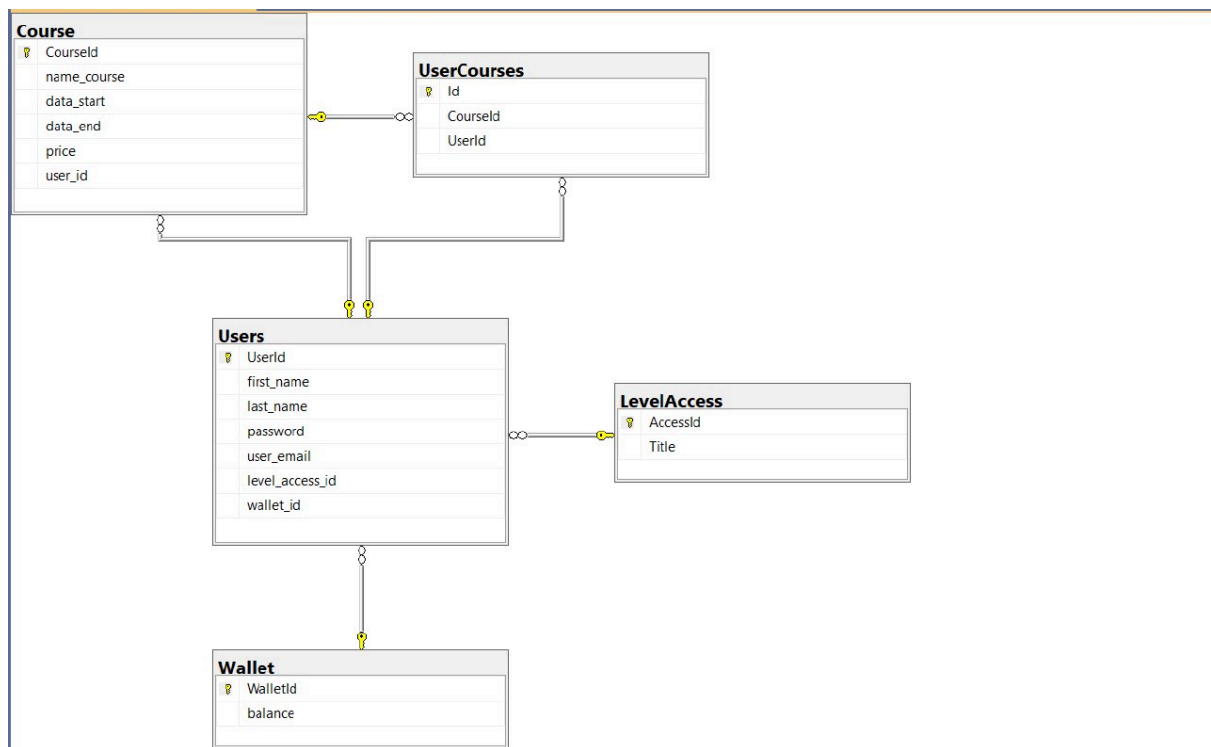 Course
CourseId
name_course
data_start
data_end
price
user_id
UserCourses
Id
CourseId
UserId
Users
UserId
first_name
last_name
password
user_email
level_access_id
wallet_id
LevelAccess
AccessId
Title
Wallet
WalletId
balance